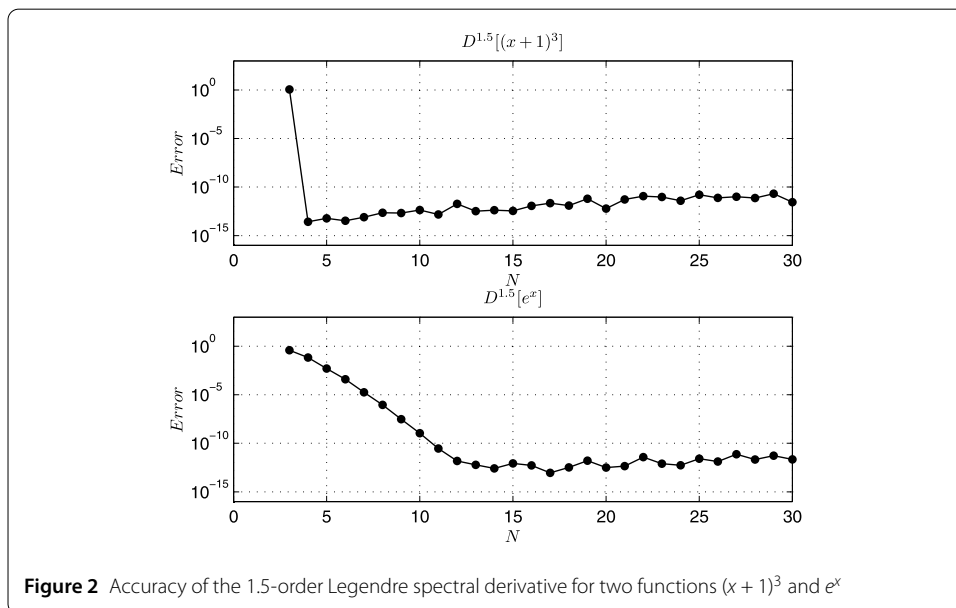 D^{1.5}[(x + 1)^3]
Error
10^0
10^{-5}
10^{-10}
10^{-15}
0 5 10 15 20 25 30
N
D^{1.5}[e^x]
Error
10^0
10^{-5}
10^{-10}
10^{-15}
0 5 10 15 20 25 30
N
Figure 2 Accuracy of the 1.5-order Legendre spectral derivative for two functions (x + 1)^3 and e^x